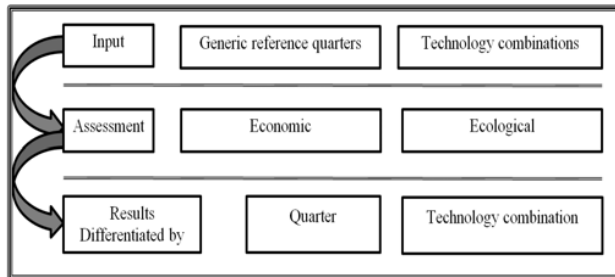 Input
Generic reference quarters
Technology combinations
Assessment
Economic
Ecological
Results
Differentiated by
Quarter
Technology combination